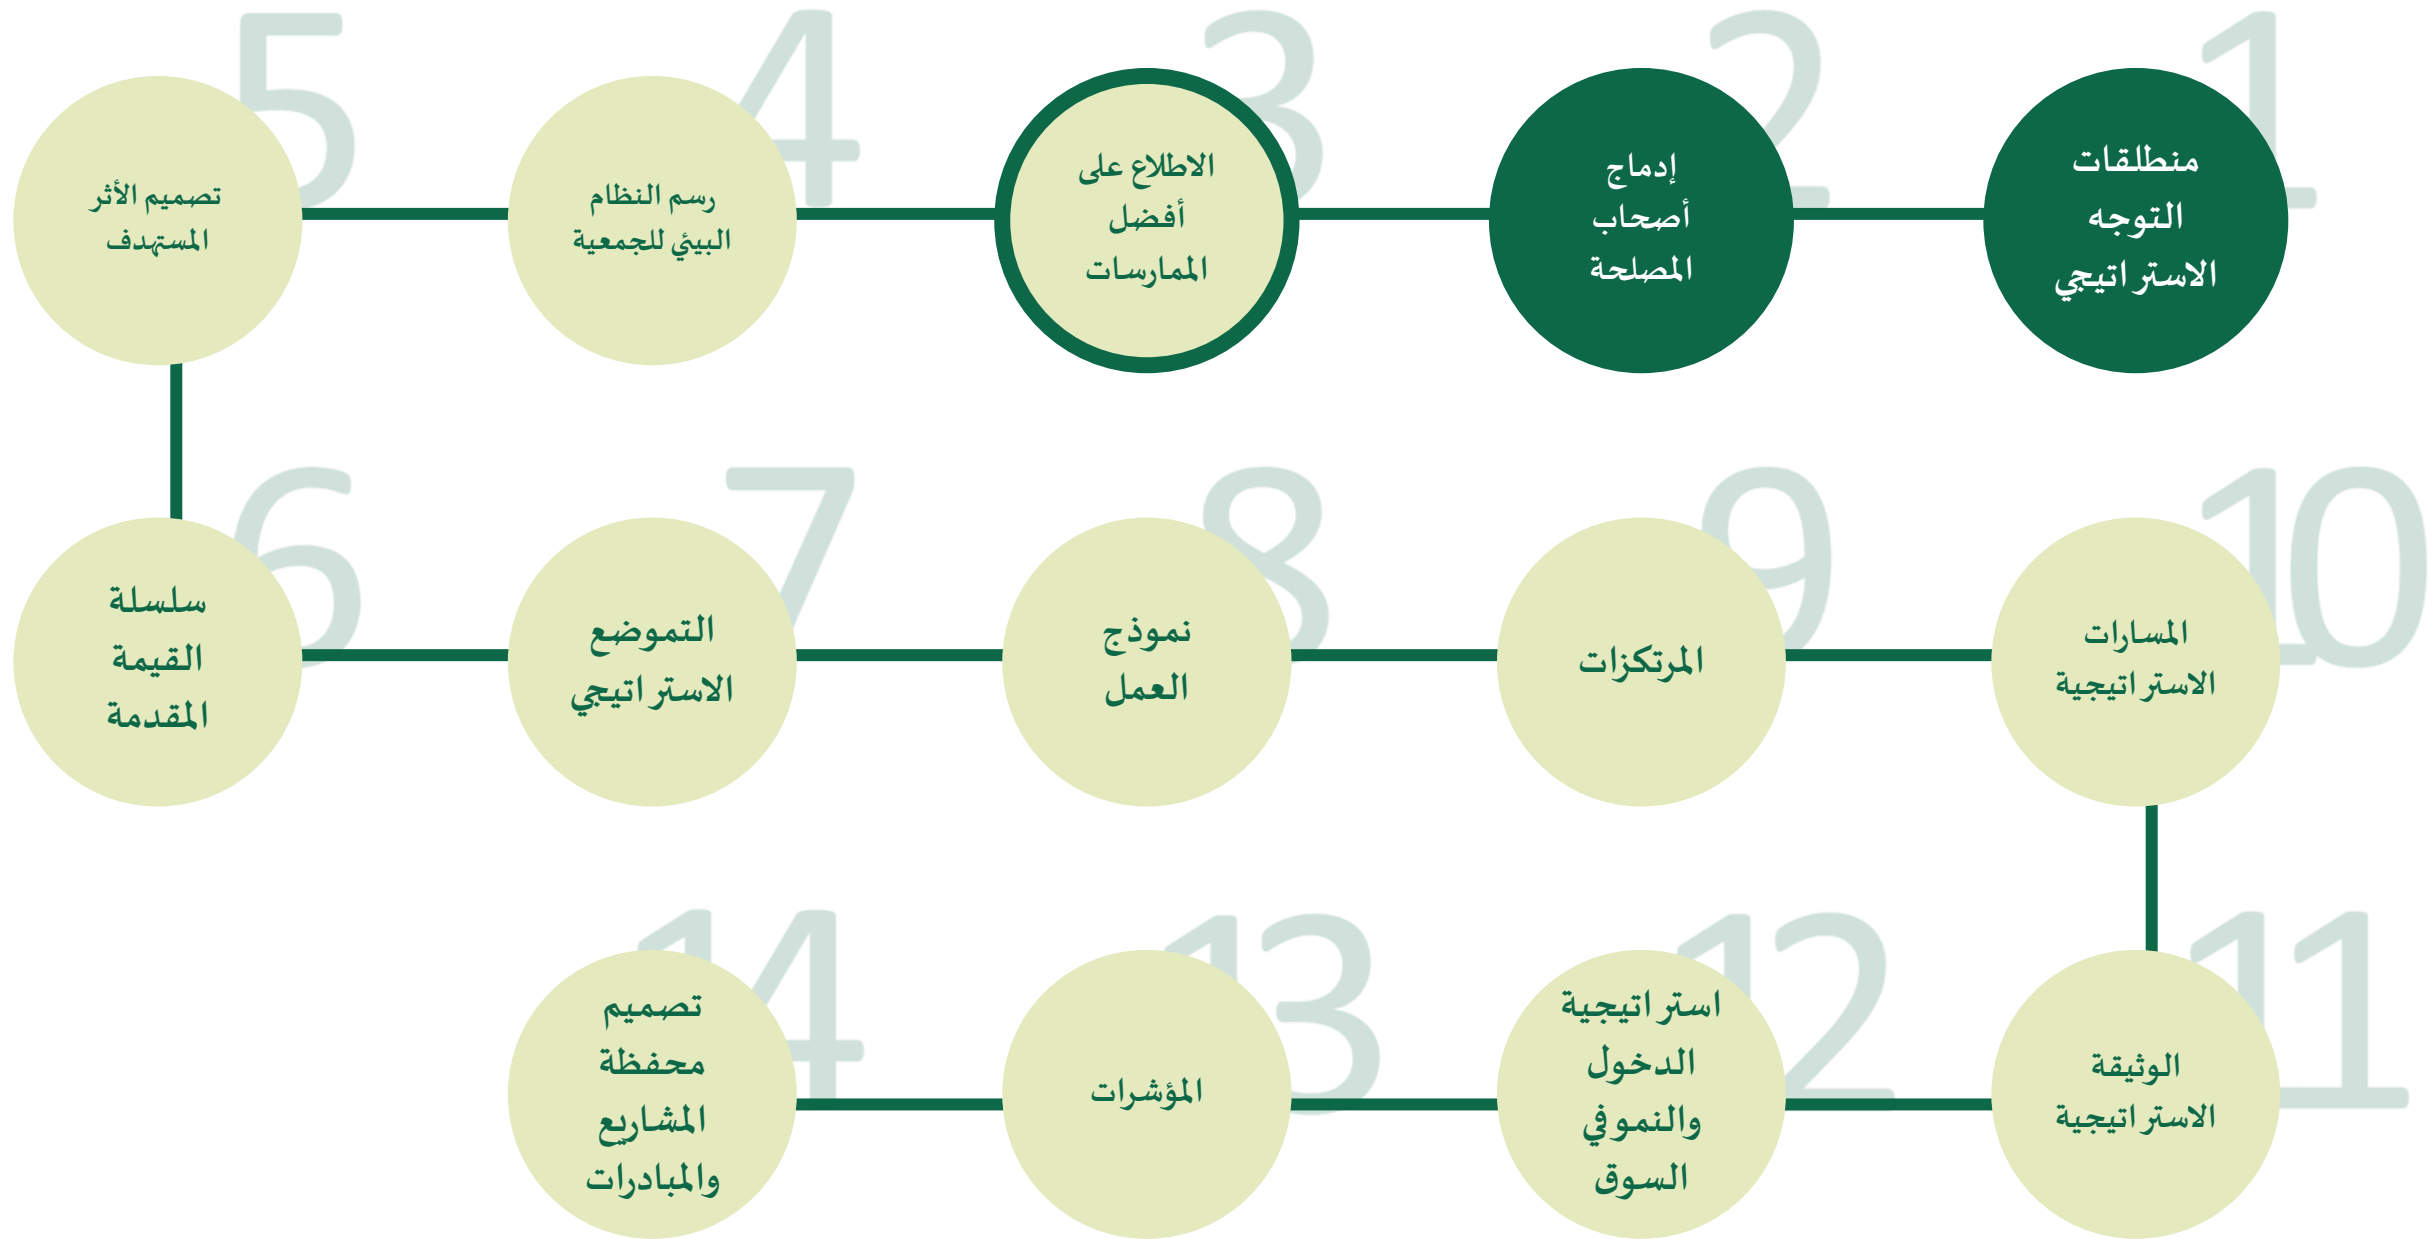 1
منطلقات
التوجه
الاستراتيجي
2
إدماج
أصحاب
المصلحة
3
الاطلاع على
أفضل
الممارسات
4
رسم النظام
البيئي للجمعية
5
تصميم الأثر
المستهدف
6
سلسلة
القيمة
المقدمة
7
التموضع
الاستراتيجي
8
نموذج
العمل
9
المرتكزات
10
المسارات
الاستراتيجية
11
الوثيقة
الاستراتيجية
12
استراتيجية
الدخول
والنمو في
السوق
13
المؤشرات
14
تصميم
محفظة
المشاريع
والمبادرات